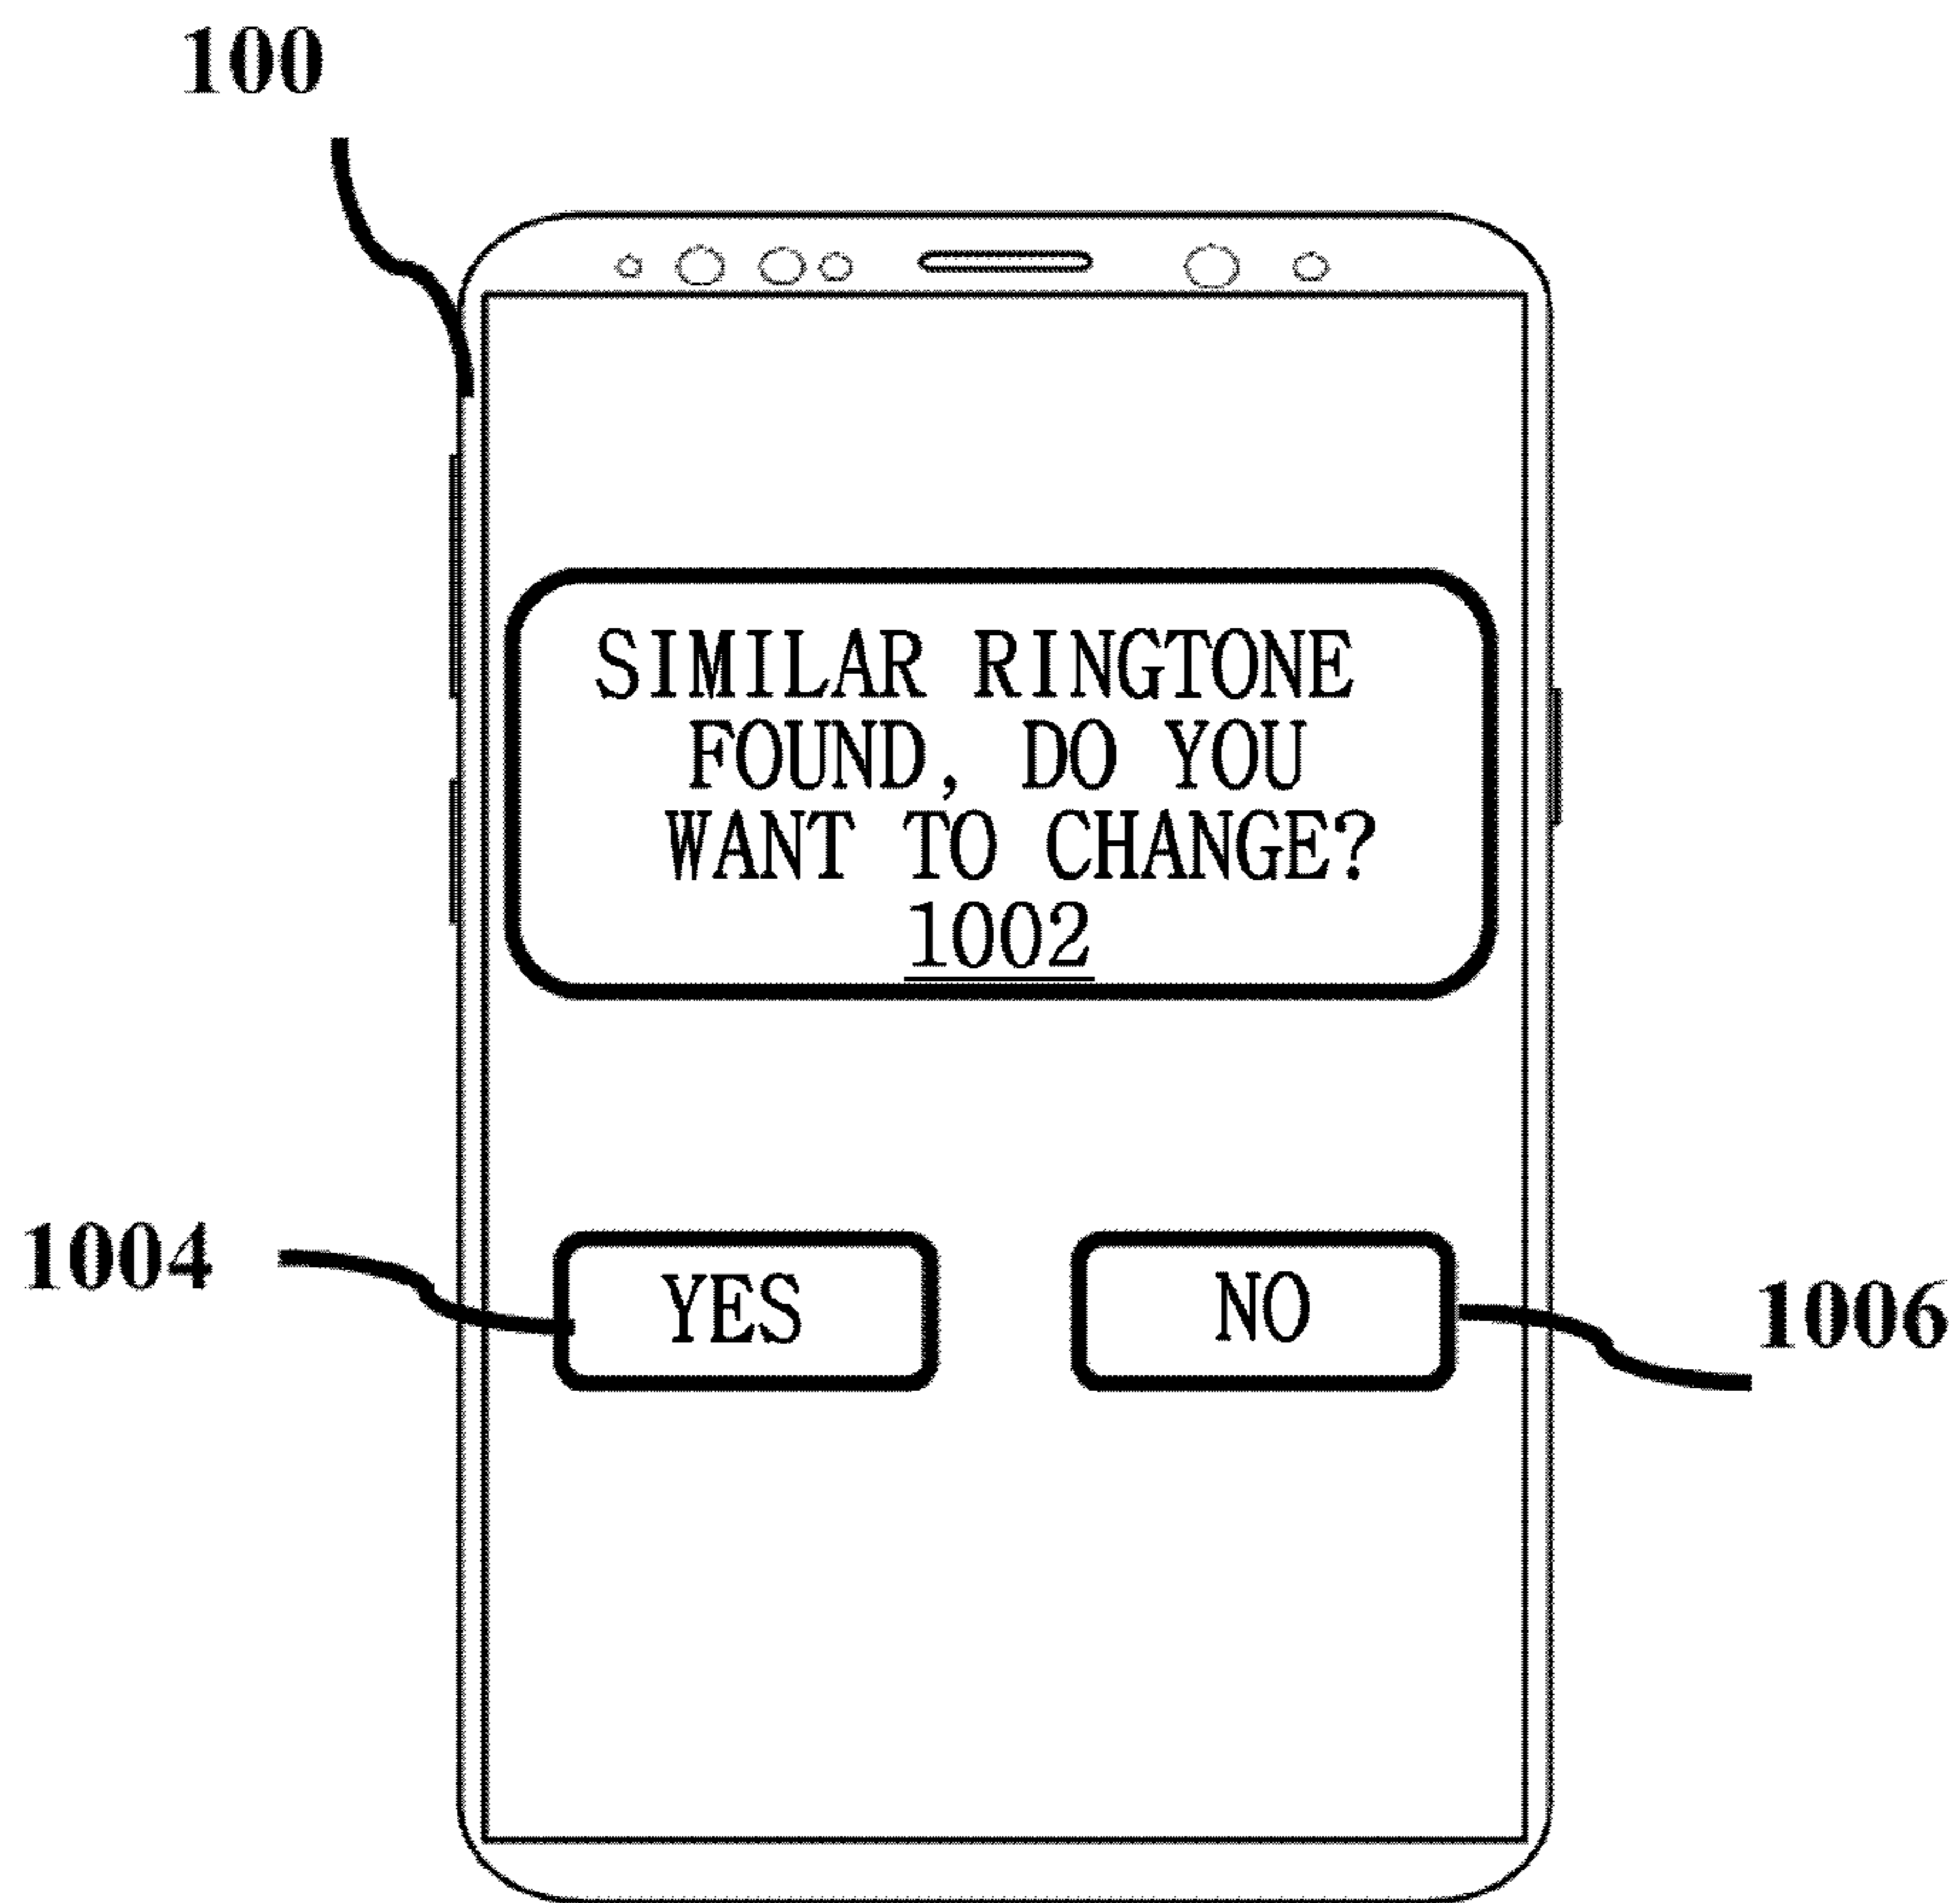 100
SIMILAR RINGTONE
FOUND, DO YOU
WANT TO CHANGE?
1002
1004
YES
NO
1006